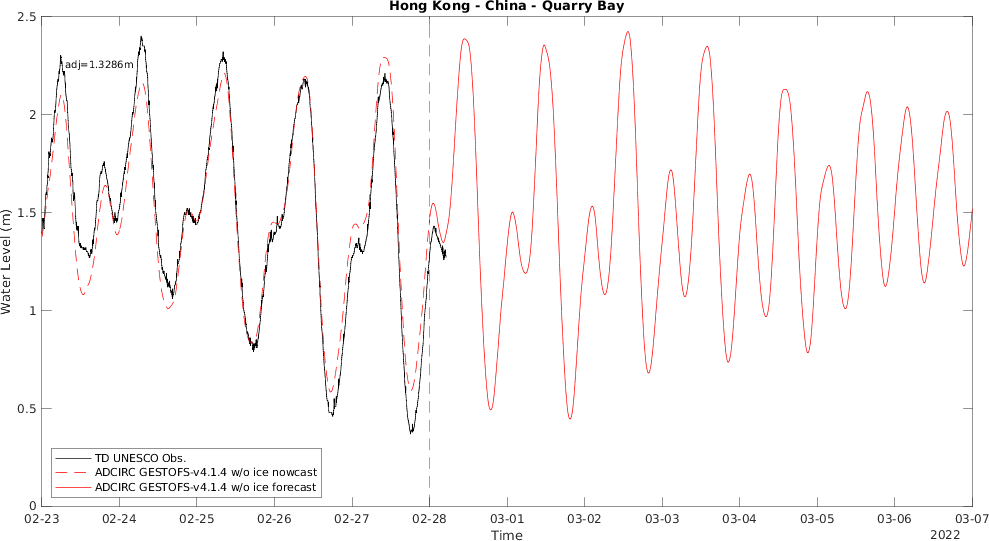 Hong Kong - China - Quarry Bay
2.5
adj=1.3286m
2
1.5
Water Level (m)
1
0.5
TD UNESCO Obs.
ADCIRC GESTOFS-v4.1.4 w/o ice nowcast
ADCIRC GESTOFS-v4.1.4 w/o ice forecast
0
02-23 02-24 02-25 02-26 02-27 02-28 03-01 03-02 03-03 03-04 03-05 03-06 03-07
Time
2022